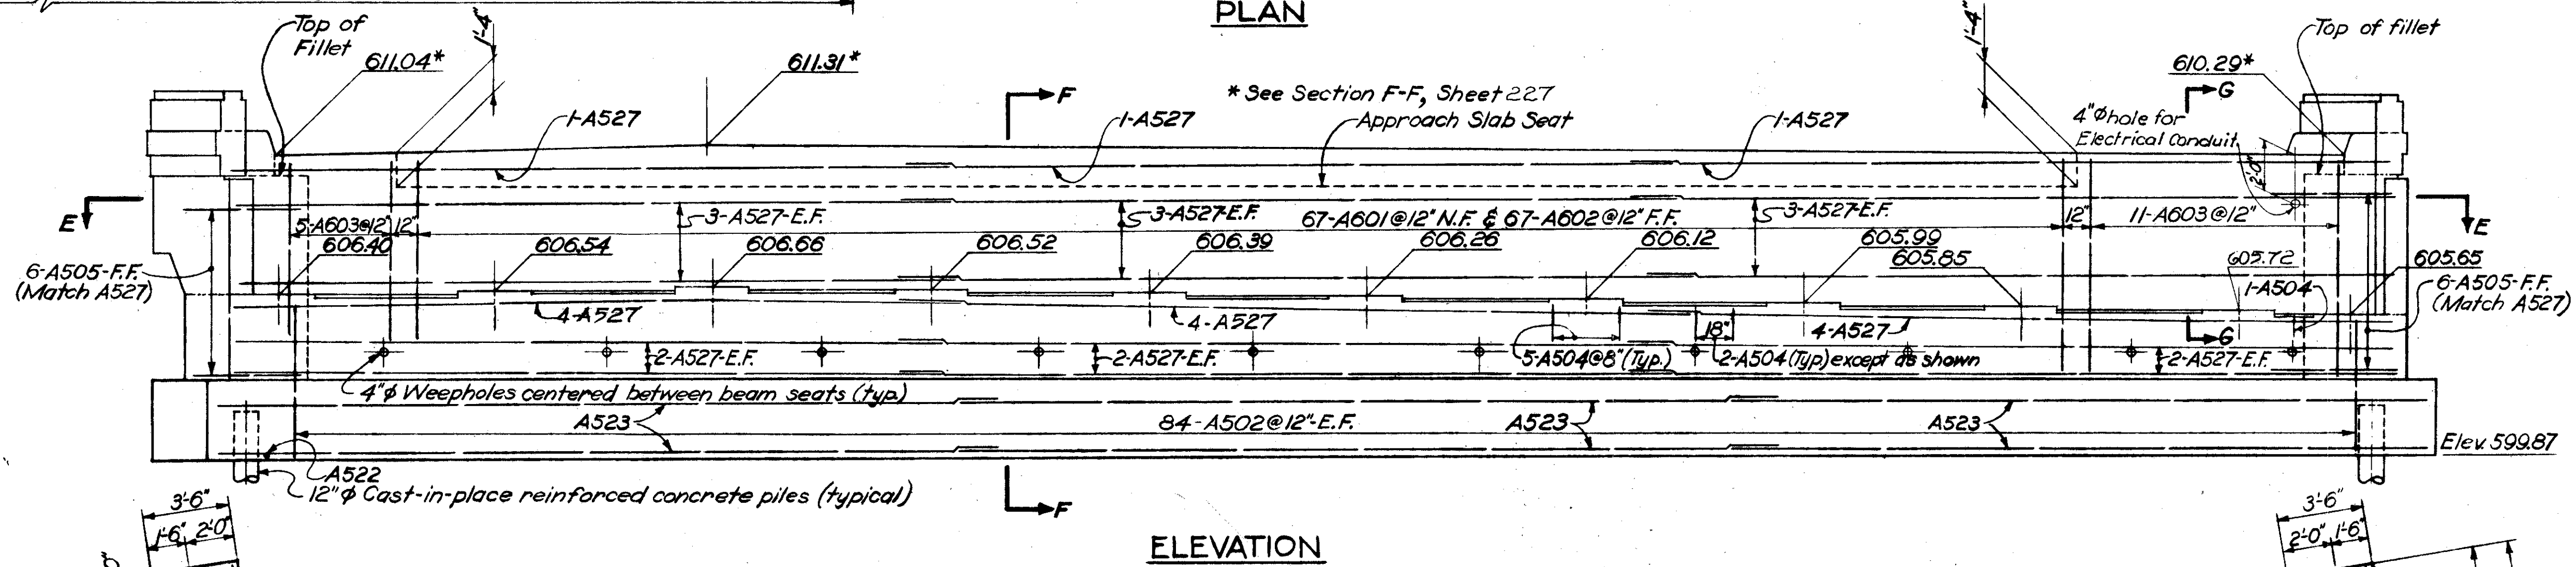 PLAN
Top of
Fillet
1'-4"
611.04*
611.31*
F
* See Section F-F, Sheet 227
Approach Slab Seat
1'-4"
610.29*
Top of fillet
G
4"φ hole for
Electrical Conduit
2'-0"
1-A527
1-A527
1-A527
E
5-A603@12"
12"
3-A527-E.F.
3-A527-E.F.
67-A601@12" N.F. & 67-A602@12" F.F.
3-A527-E.F.
12"
11-A603@12"
E
606.40
606.54
606.66
606.52
606.39
606.26
606.12
605.99
605.85
605.72
605.65
6-A505-F.F.
(Match A527)
1-A504
6-A505-F.F.
(Match A527)
4-A527
4-A527
4-A527
18"
G
2-A527-E.F.
2-A527-E.F.
5-A504@8" (Typ.)
2-A504 (Typ) except as shown
2-A527-E.F.
4"φ Weepholes centered between beam seats (typ.)
A523
84-A502@12"-E.F.
A523
A523
Elev. 599.87
A522
12"φ Cast-in-place reinforced concrete piles (typical)
F
3'-6"
1'-6" 2'-0"
ELEVATION
3'-6"
2'-0" 1'-6"